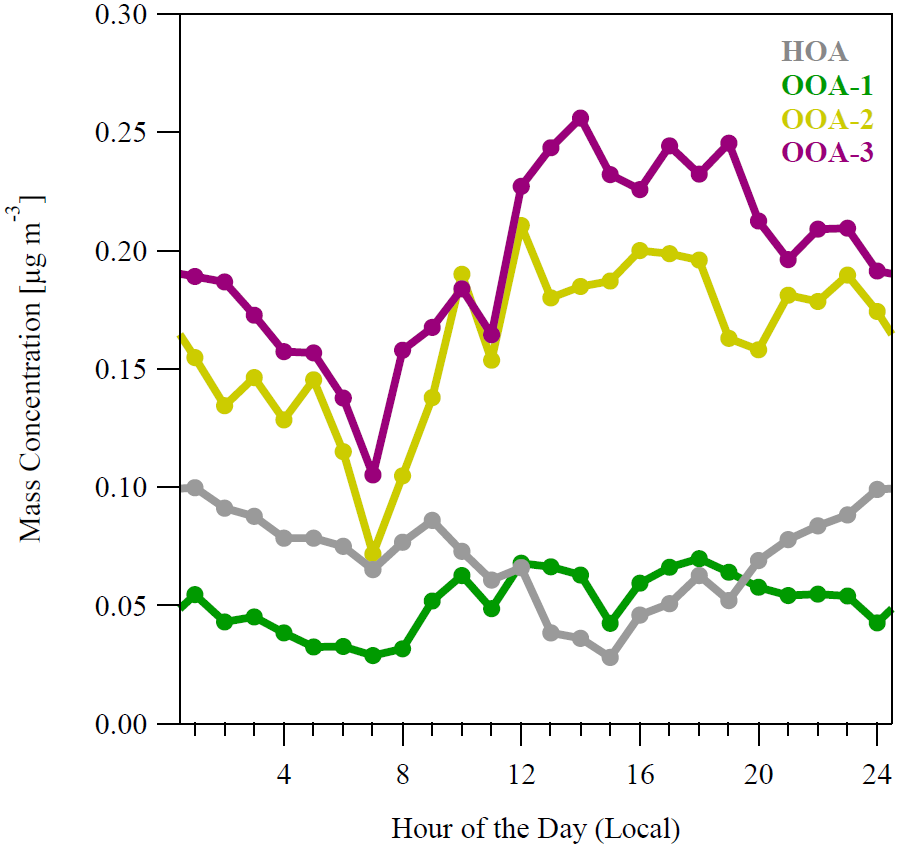 0.30
0.25
0.20
0.15
0.10
0.05
0.00
Mass Concentration [µg m-3]
HOA
OOA-1
OOA-2
OOA-3
4 8 12 16 20 24
Hour of the Day (Local)